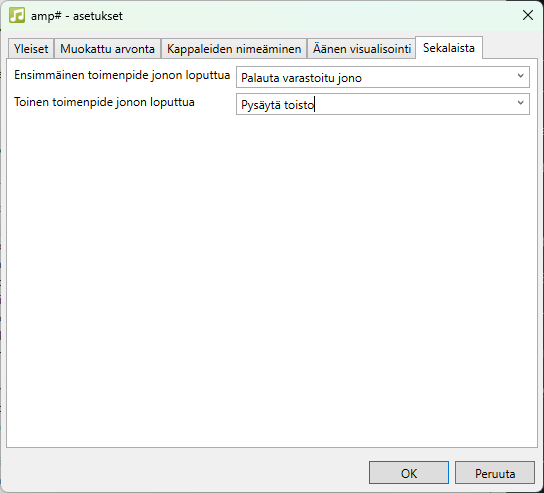 amp# - asetukset
Yleiset Muokattu arvonta Kappaleiden nimeäminen Äänen visualisointi Sekalaista
Ensimmäinen toimenpide jonon loputtua Palauta varastoitu jono
Toinen toimenpide jonon loputtua Pysäytä toisto
OK Peruuta